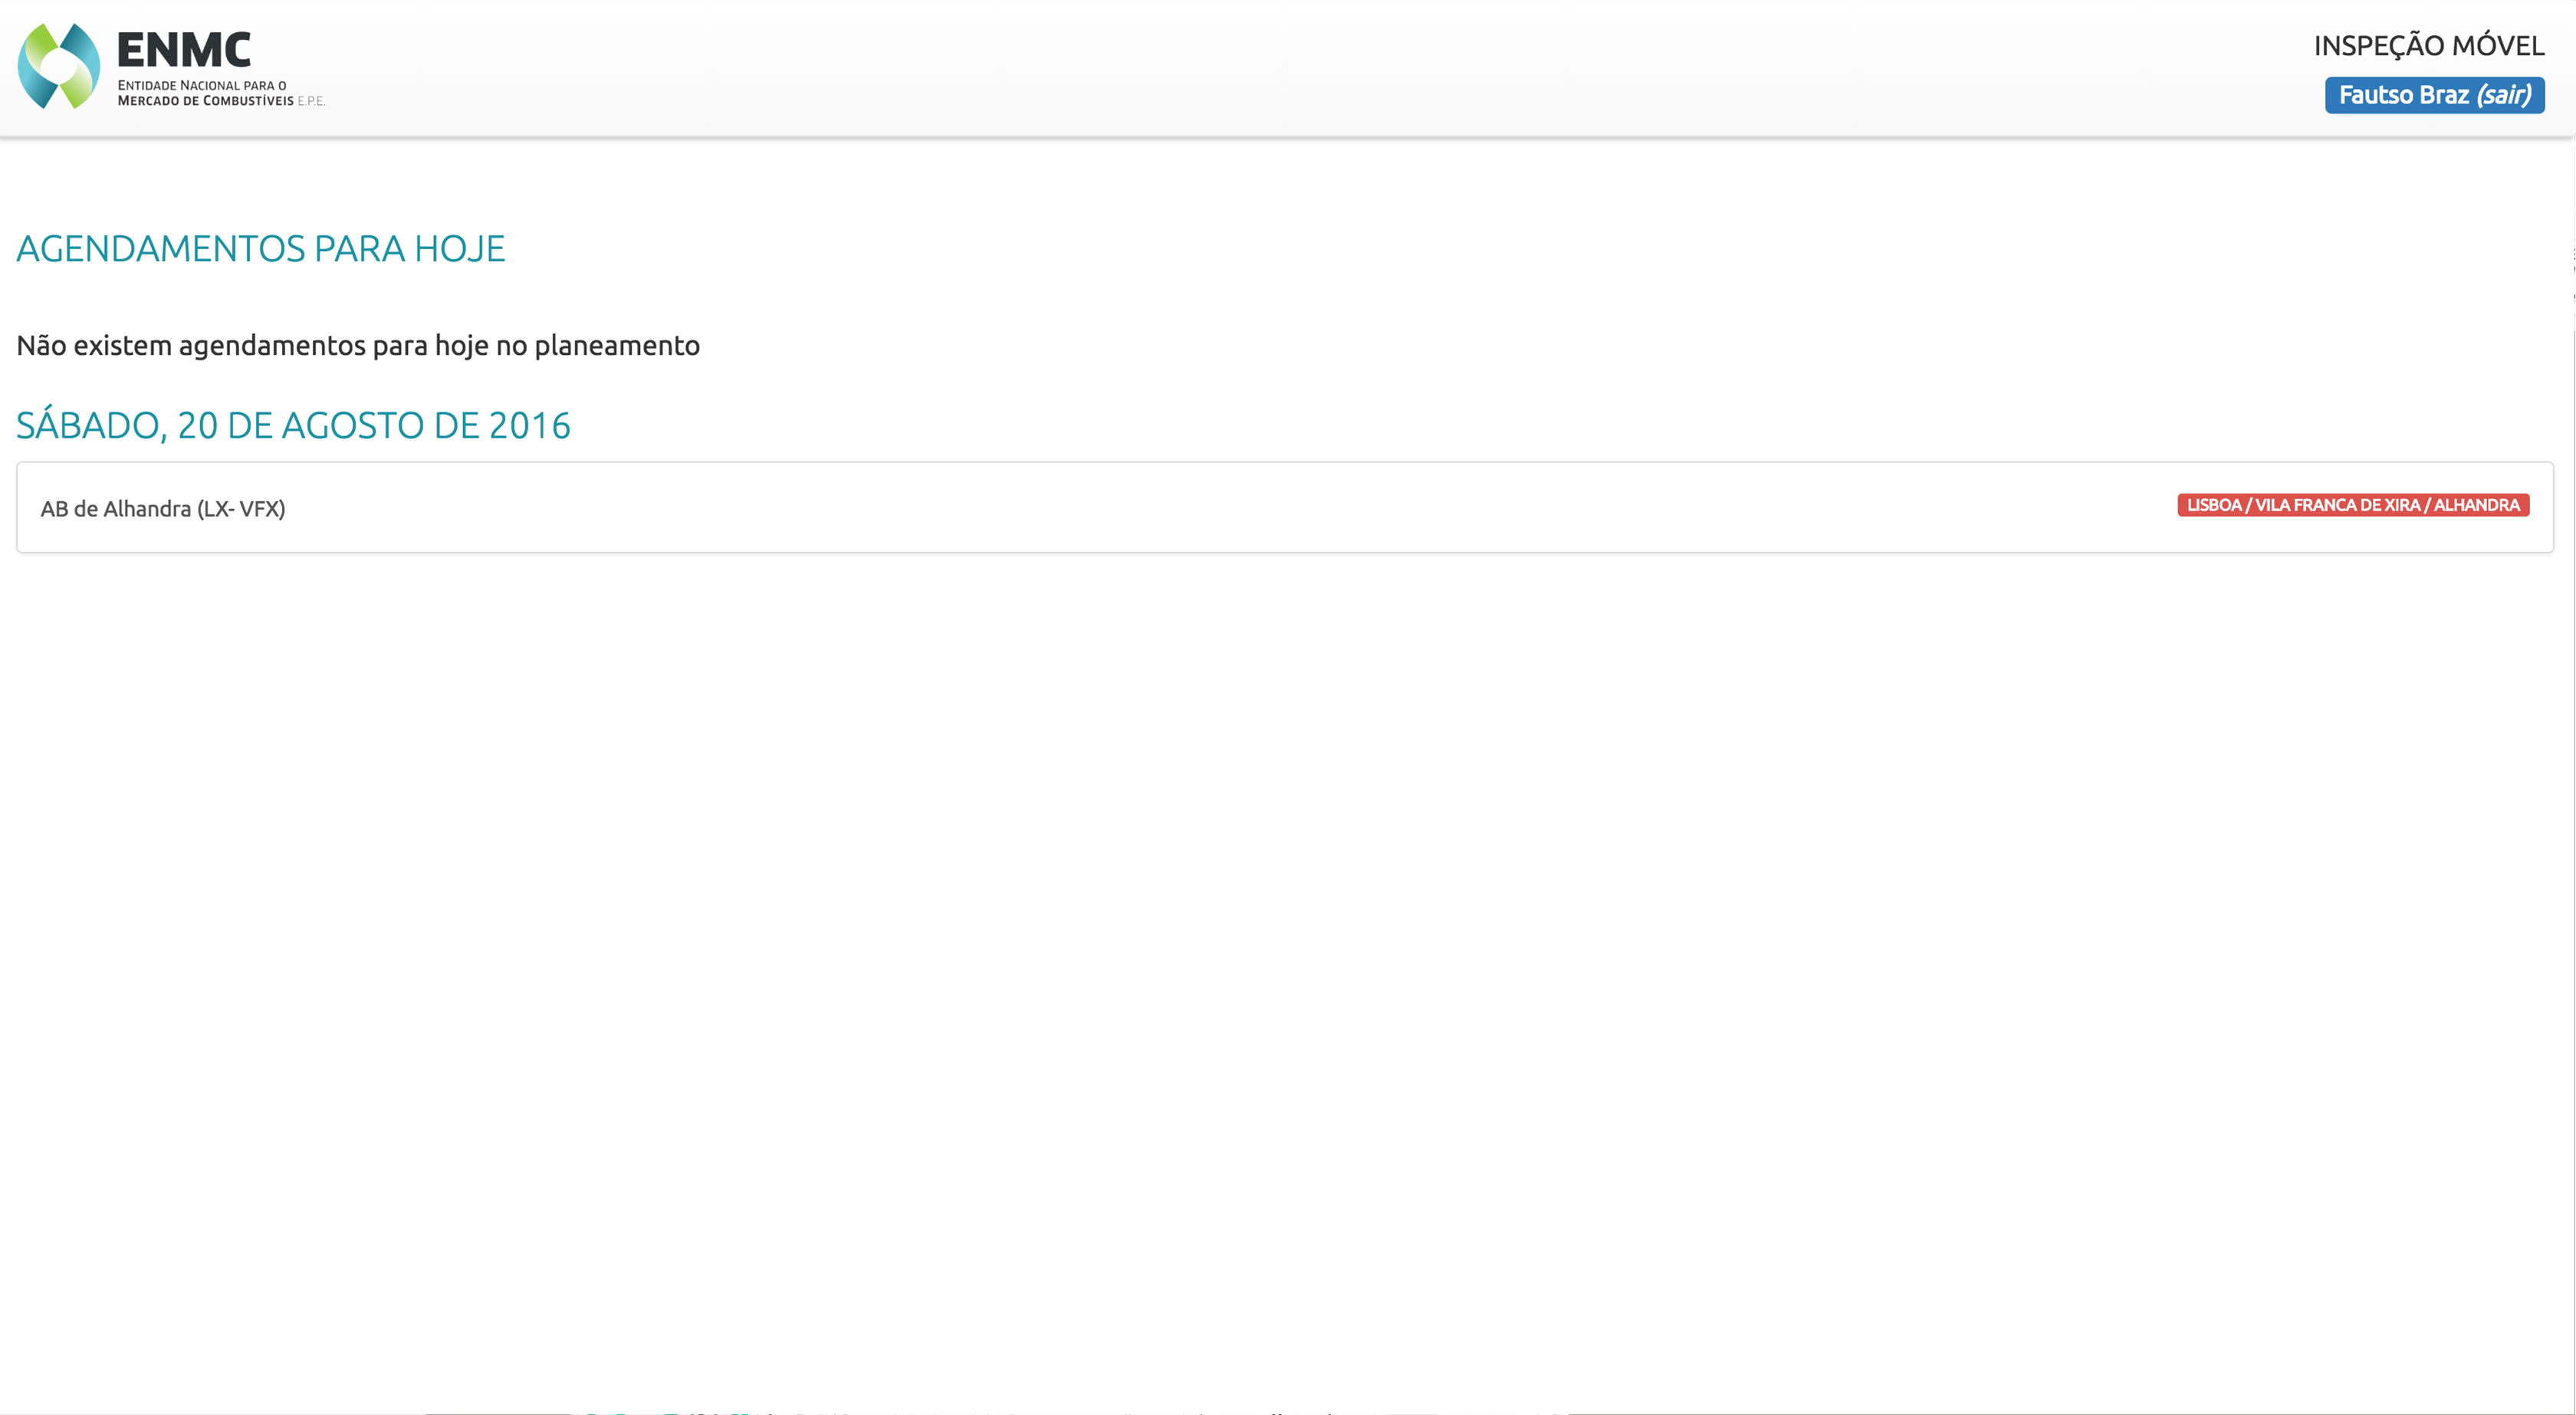 ENMC
ENTIDADE NACIONAL PARA O
MERCADO DE COMBUSTÍVEIS E.P.E.
INSPEÇÃO MÓVEL
Fautso Braz (sair)
AGENDAMENTOS PARA HOJE
Não existem agendamentos para hoje no planeamento
SÁBADO, 20 DE AGOSTO DE 2016
AB de Alhandra (LX- VFX)
LISBOA / VILA FRANCA DE XIRA / ALHANDRA